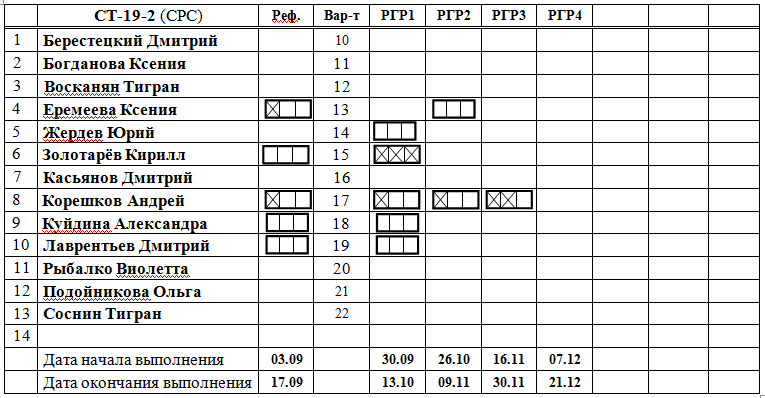 СТ-19-2 (СРС) Реф. Вар-т РГР1 РГР2 РГР3 РГР4
1 Берестецкий Дмитрий 10
2 Богданова Ксения 11
3 Восканян Тигран 12
4 Еремеева Ксения 13
5 Жердев Юрий 14
6 Золотарёв Кирилл 15
7 Касьянов Дмитрий 16
8 Корешков Андрей 17
9 Куйдина Александра 18
10 Лаврентьев Дмитрий 19
11 Рыбалко Виолетта 20
12 Подойникова Ольга 21
13 Соснин Тигран 22
14
Дата начала выполнения 03.09 30.09 26.10 16.11 07.12
Дата окончания выполнения 17.09 13.10 09.11 30.11 21.12